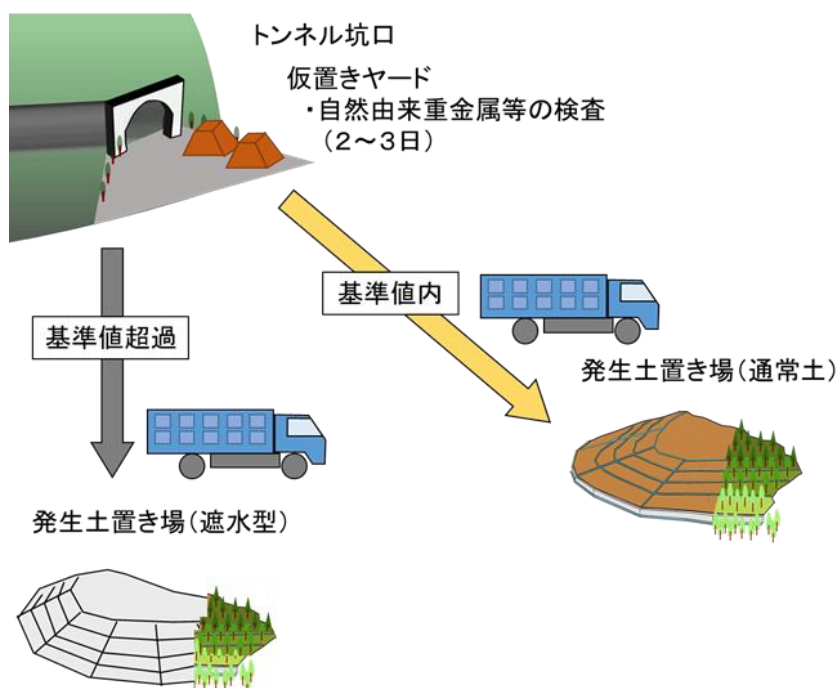 トンネル坑口
仮置きヤード
・自然由来重金属等の検査
(2～3日)
基準値内
基準値超過
発生土置き場(通常土)
発生土置き場(遮水型)